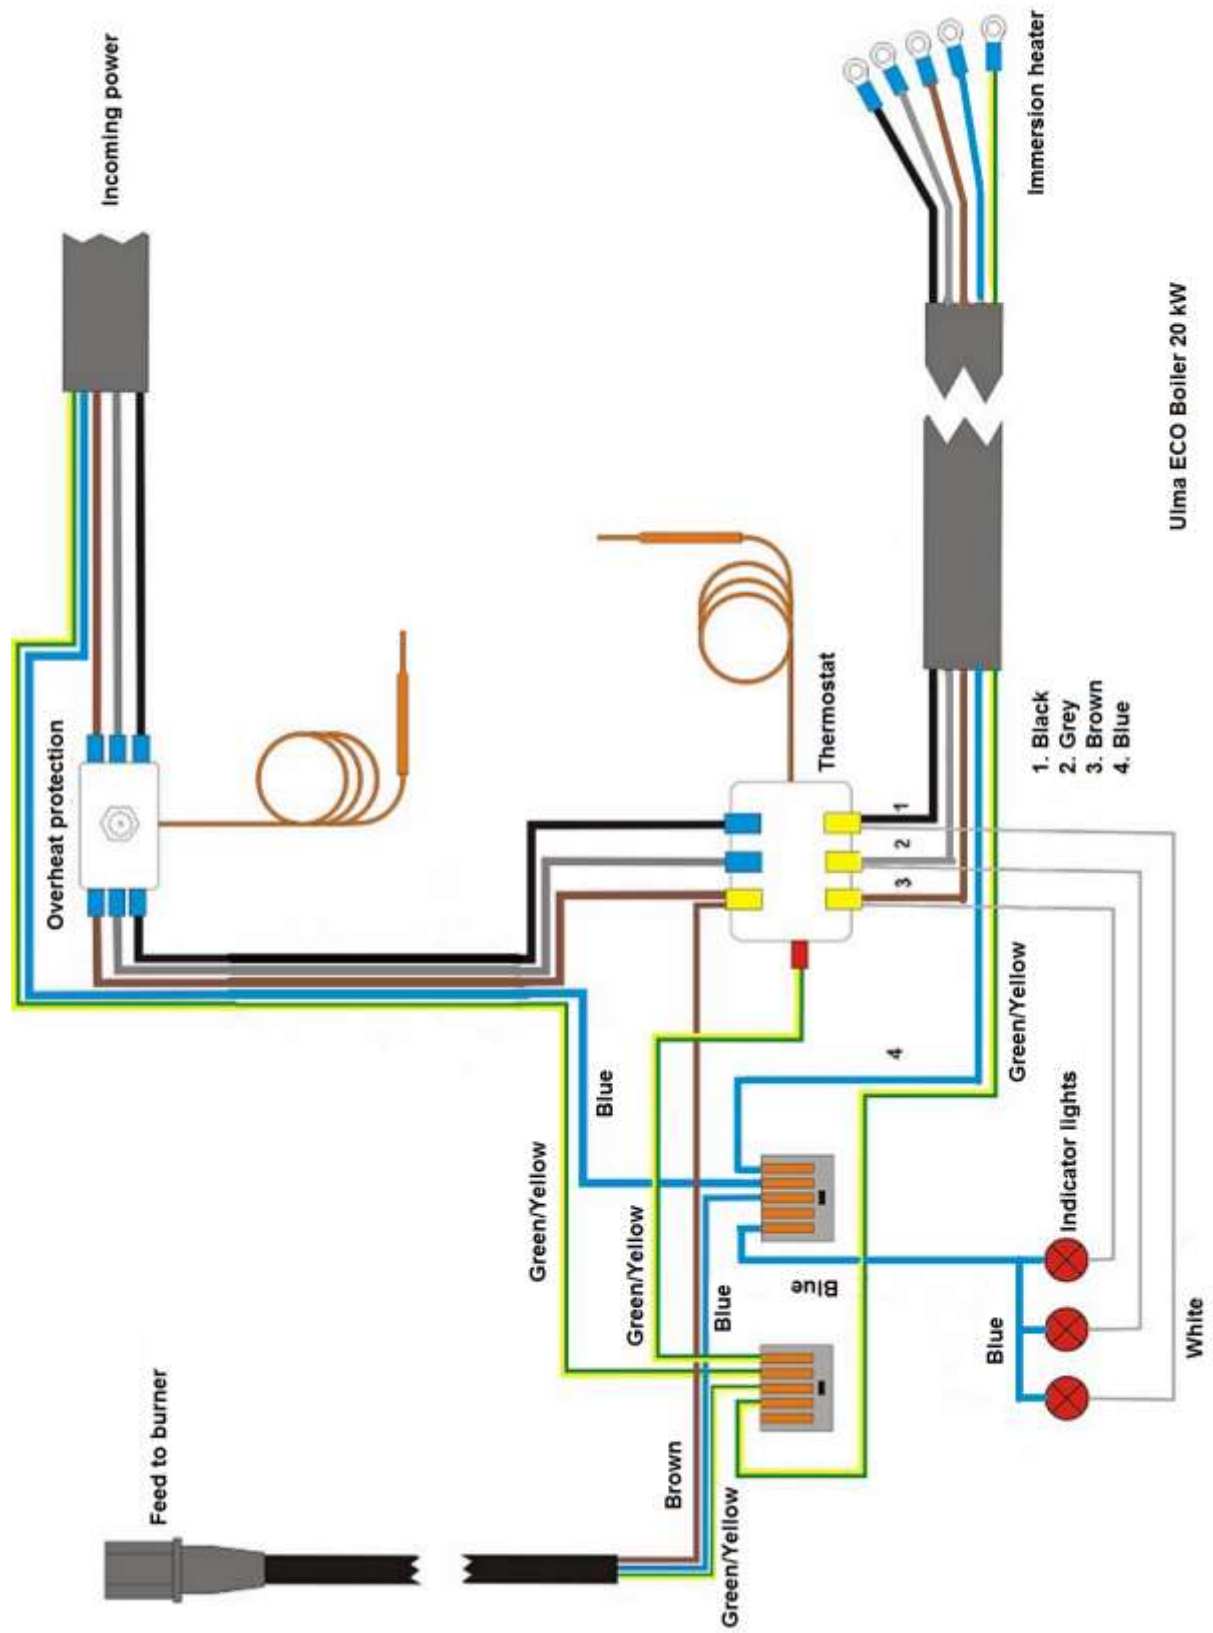 Incoming power
Overheat protection
Feed to burner
Blue
Green/Yellow
Green/Yellow
Brown
Blue
Green/Yellow
Blue
Thermostat
1
2
3
4
Green/Yellow
Immersion heater
1. Black
2. Grey
3. Brown
4. Blue
Indicator lights
Blue
White
Ulma ECO Boiler 20 kW